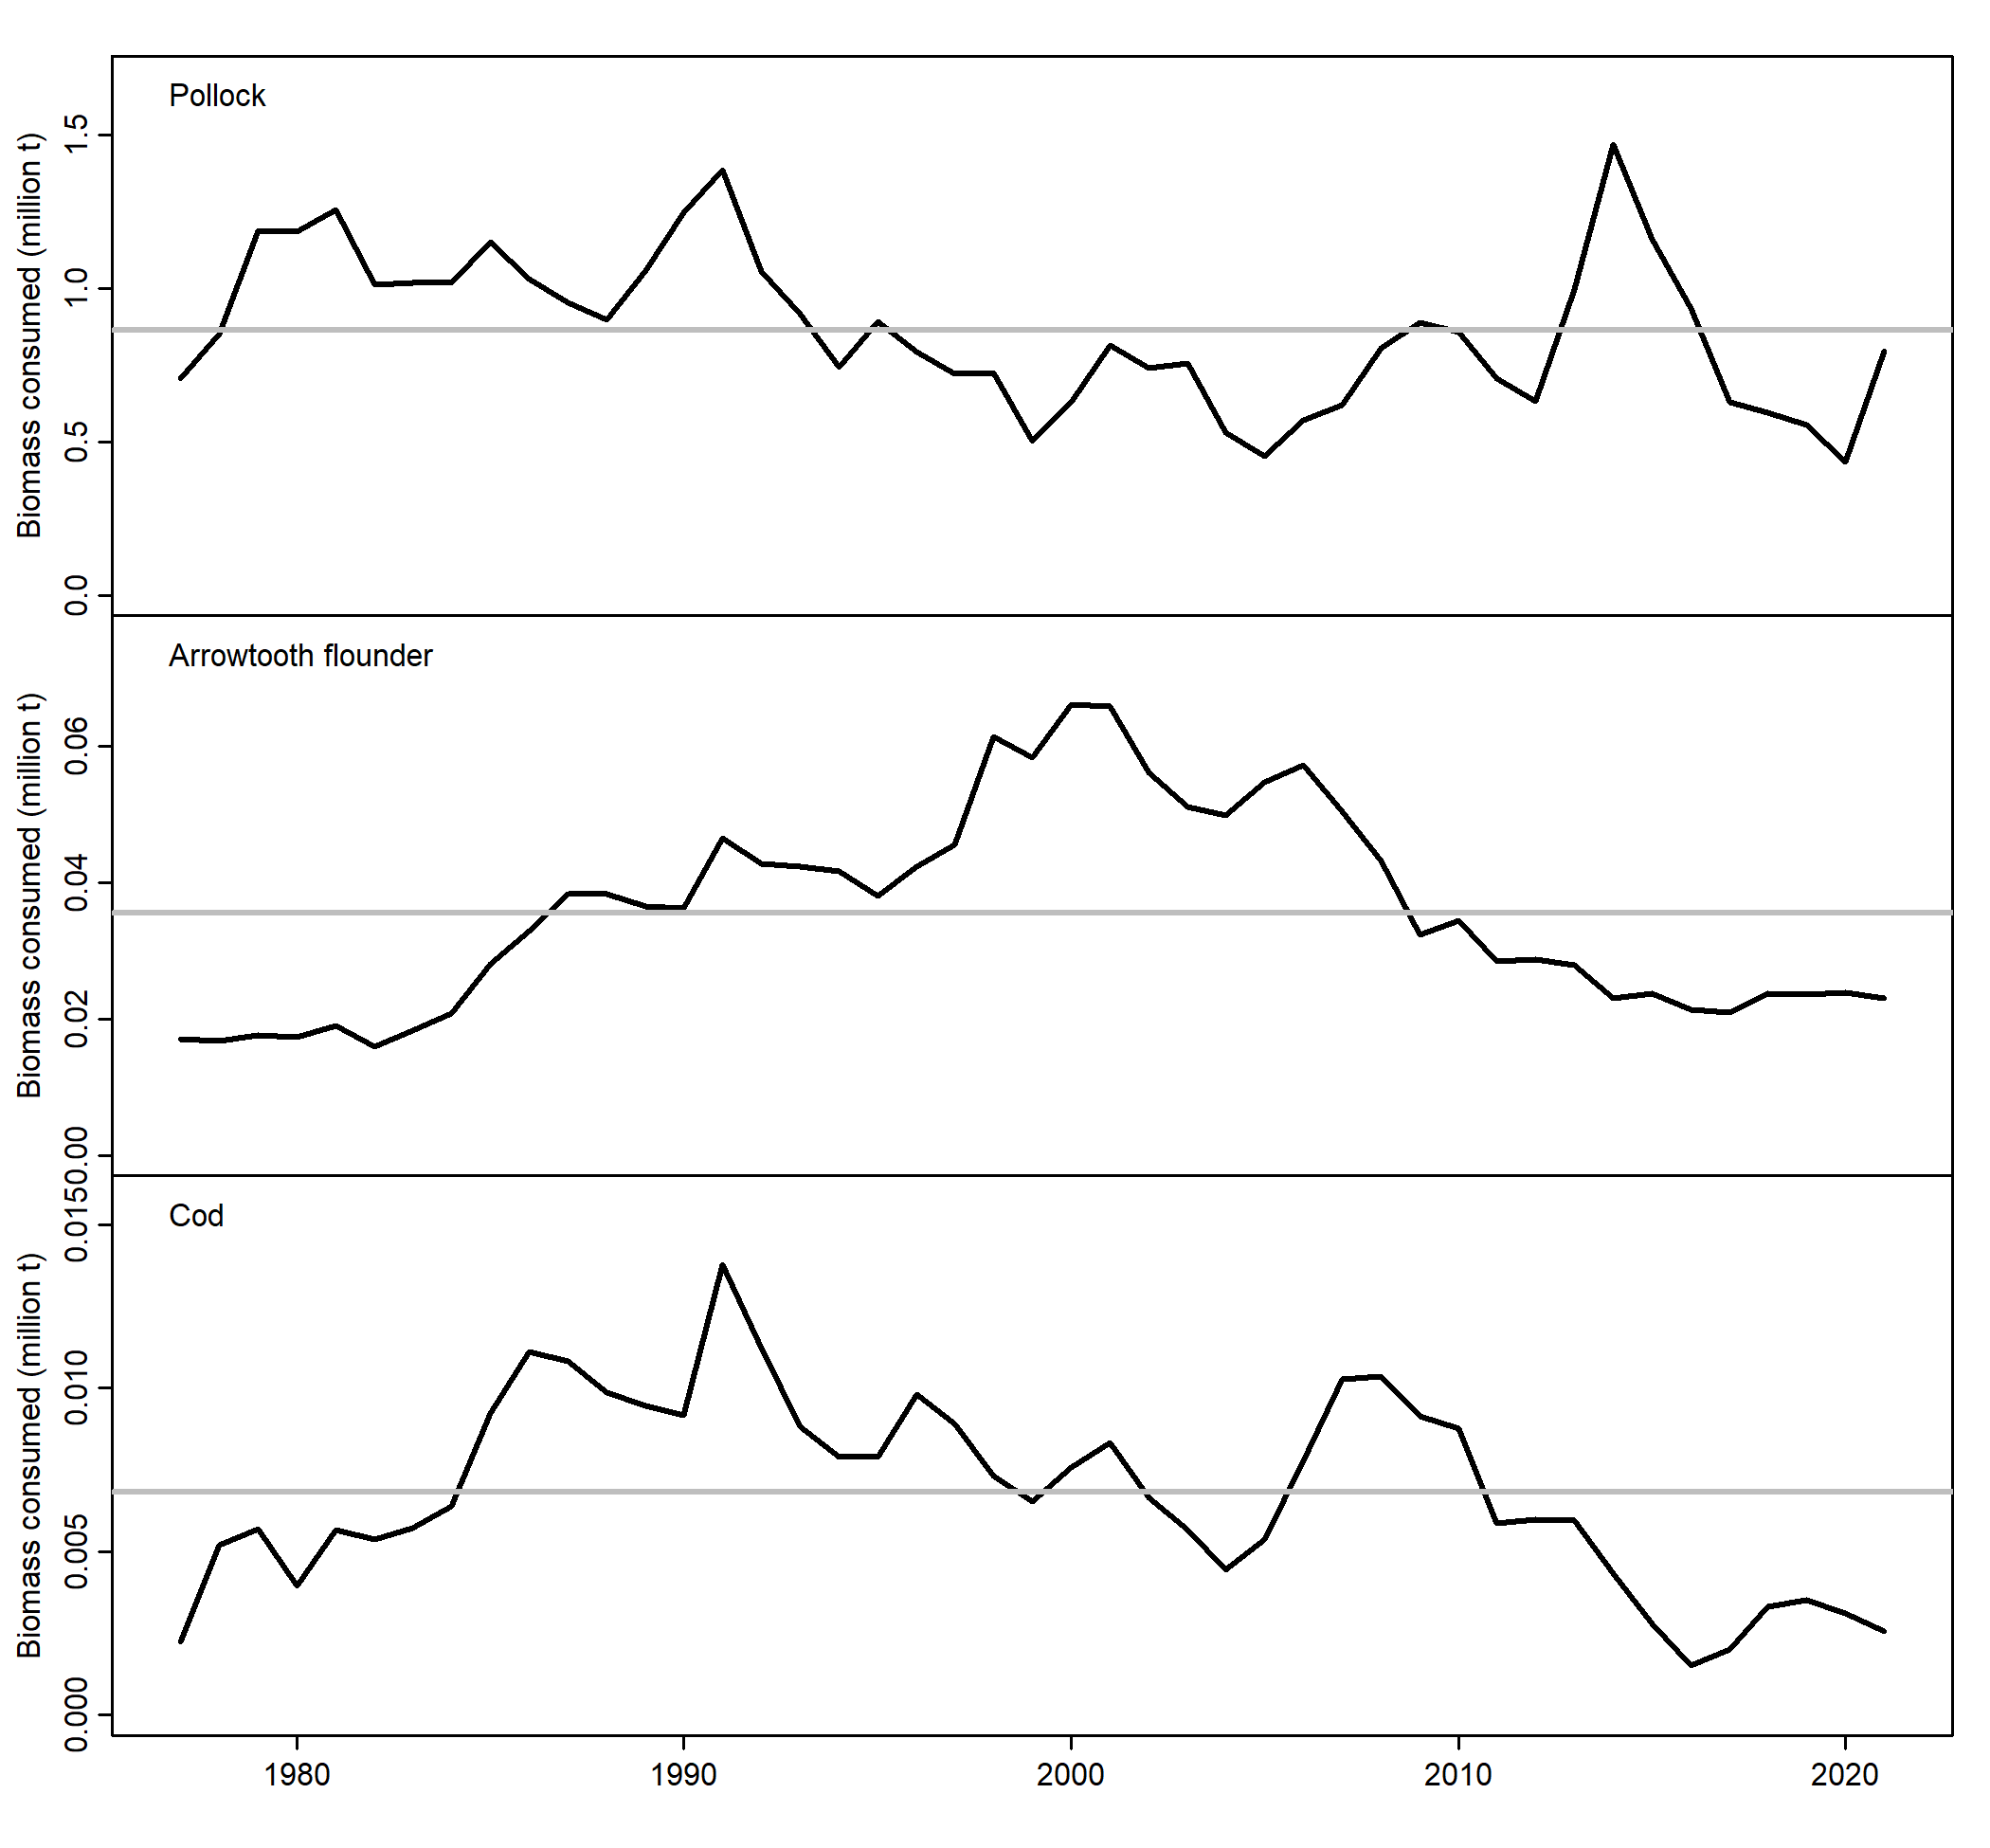 Pollock
Biomass consumed (million t)
1.5
1.0
0.5
0.0
Arrowtooth flounder
Biomass consumed (million t)
0.06
0.04
0.02
0.00
Cod
Biomass consumed (million t)
0.015
0.010
0.005
0.000
1980 1990 2000 2010 2020